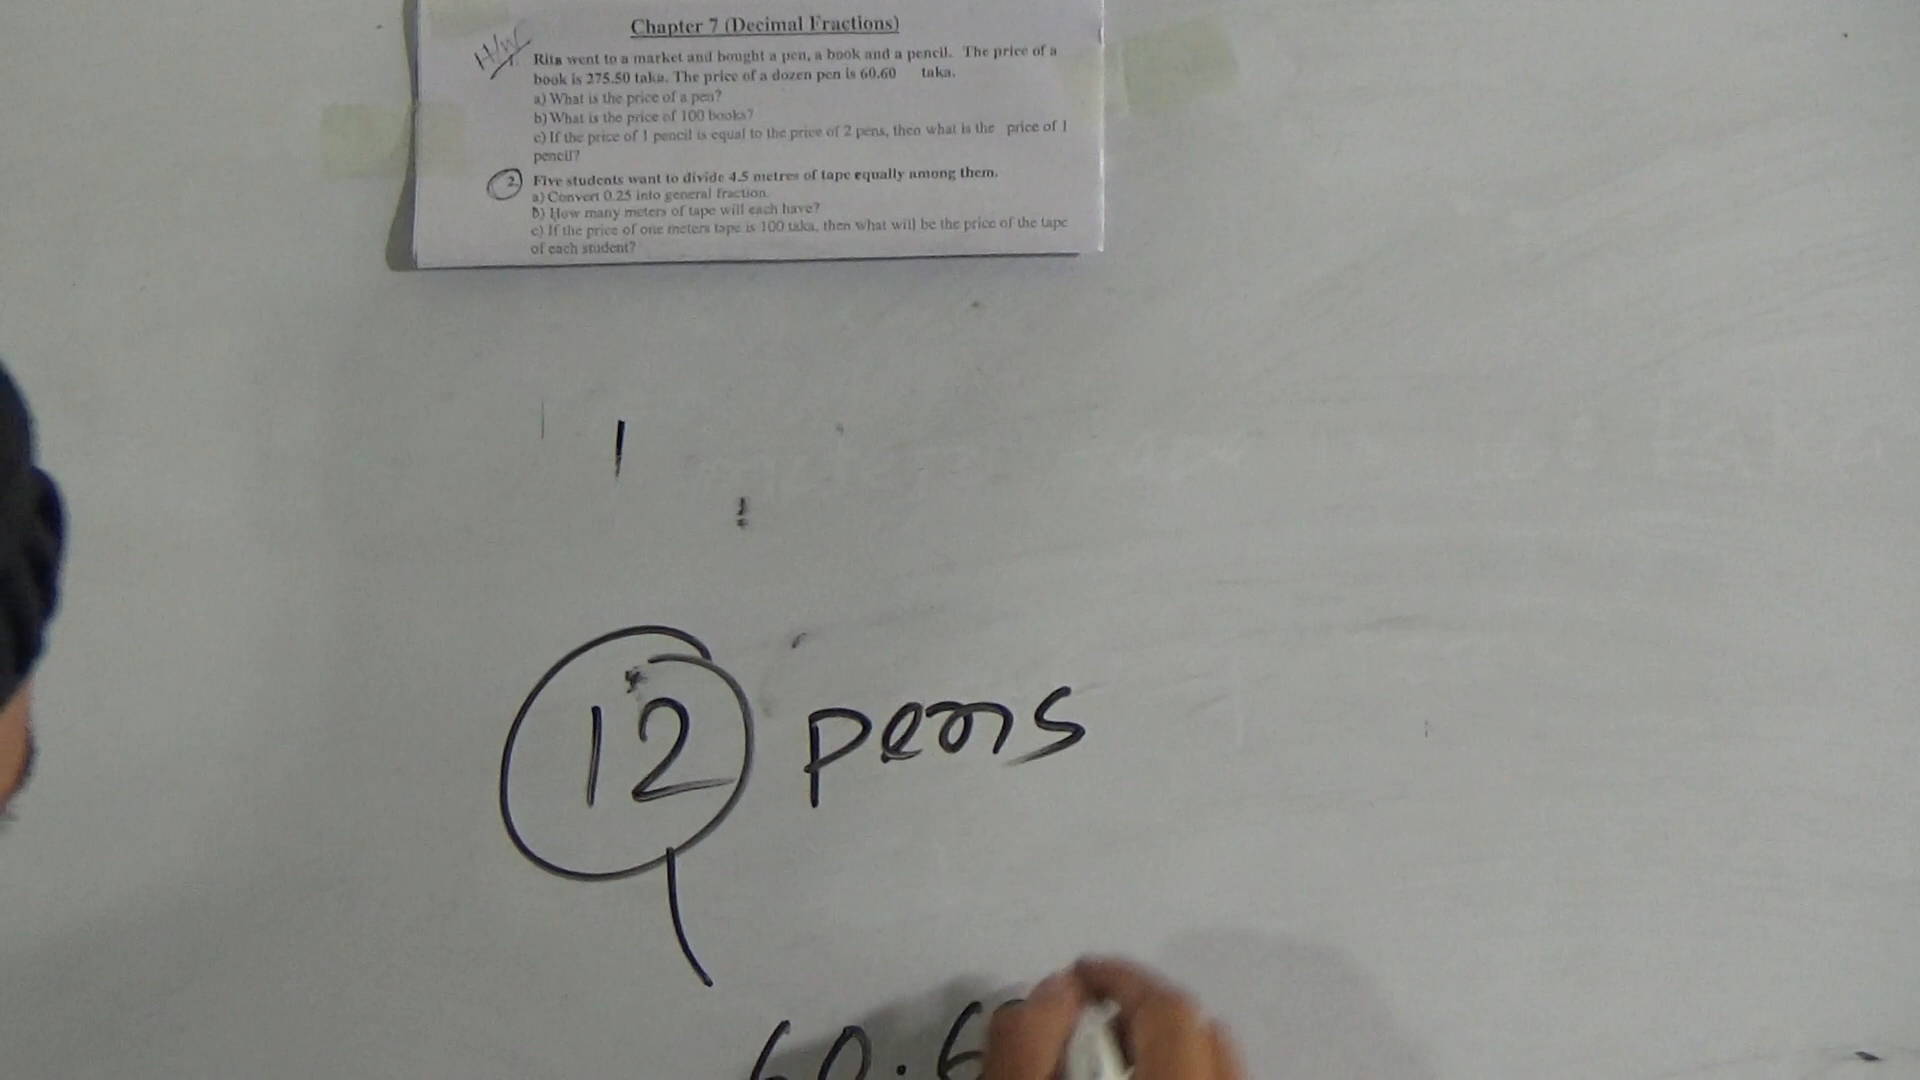 Chapter 7 (Decimal Fractions)
H/W
1. Rita went to a market and bought a pen, a book and a pencil. The price of a
book is 275.50 taka. The price of a dozen pen is 60.60 taka.
a) What is the price of a pen?
b) What is the price of 100 books?
c) If the price of 1 pencil is equal to the price of 2 pens, then what is the price of 1
pencil?
2. Five students want to divide 4.5 metres of tape equally among them.
a) Convert 0.25 into general fraction.
b) How many meters of tape will each have?
c) If the price of one meters tape is 100 taka, then what will be the price of the tape
of each student?
12 pens
60.6